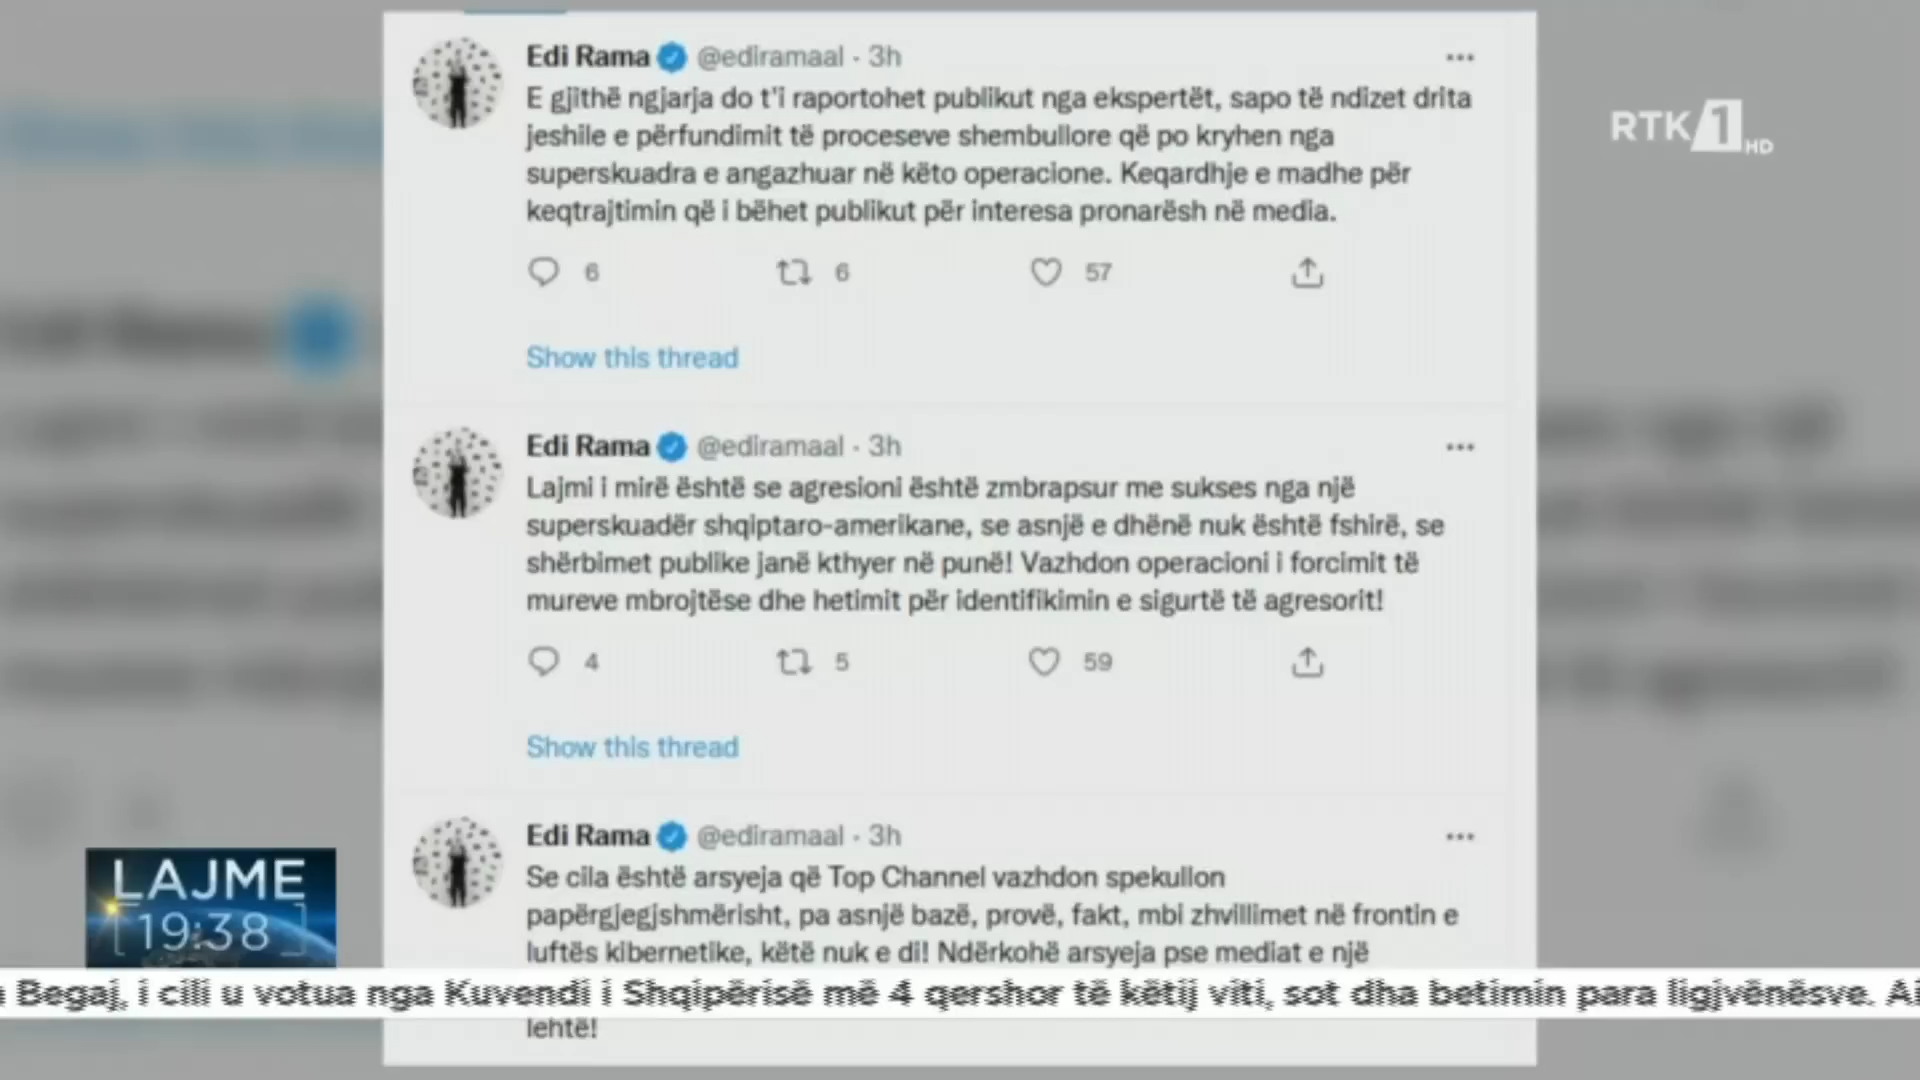 Edi Rama @ediramaal · 3h
E gjithë ngjarja do t'i raportohet publikut nga ekspertët, sapo të ndizet drita
jeshile e përfundimit të proceseve shembullore që po kryhen nga
superskuadra e angazhuar në këto operacione. Keqardhje e madhe për
keqtrajtimin që i bëhet publikut për interesa pronarësh në media.
6 6 57
Show this thread
Edi Rama @ediramaal · 3h
Lajmi i mirë është se agresioni është zmbrapsur me sukses nga një
superskuadër shqiptaro-amerikane, se asnjë e dhënë nuk është fshirë, se
shërbimet publike janë kthyer në punë! Vazhdon operacioni i forcimit të
mureve mbrojtëse dhe hetimit për identifikimin e sigurtë të agresorit!
4 5 59
Show this thread
Edi Rama @ediramaal · 3h
Se cila është arsyeja që Top Channel vazhdon spekullon
papërgjegjshmërisht, pa asnjë bazë, provë, fakt, mbi zhvillimet në frontin e
luftës kibernetike, këtë nuk e di! Ndërkohë arsyeja pse mediat e një
lehtë!
RTK 1 HD
LAJME
19:38
Begaj, i cili u votua nga Kuvendi i Shqipërisë më 4 qershor të këtij viti, sot dha betimin para ligjvënësve.